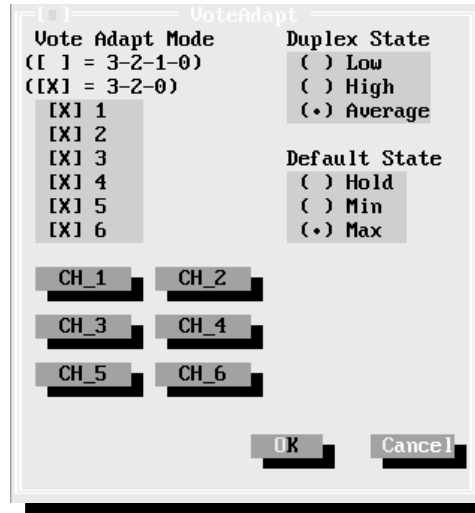 [■] VoteAdapt
Vote Adapt Mode
([ ] = 3-2-1-0)
([X] = 3-2-0)
[X] 1
[X] 2
[X] 3
[X] 4
[X] 5
[X] 6
Duplex State
( ) Low
( ) High
(•) Average
Default State
( ) Hold
( ) Min
(•) Max
CH_1 CH_2
CH_3 CH_4
CH_5 CH_6
OK Cancel